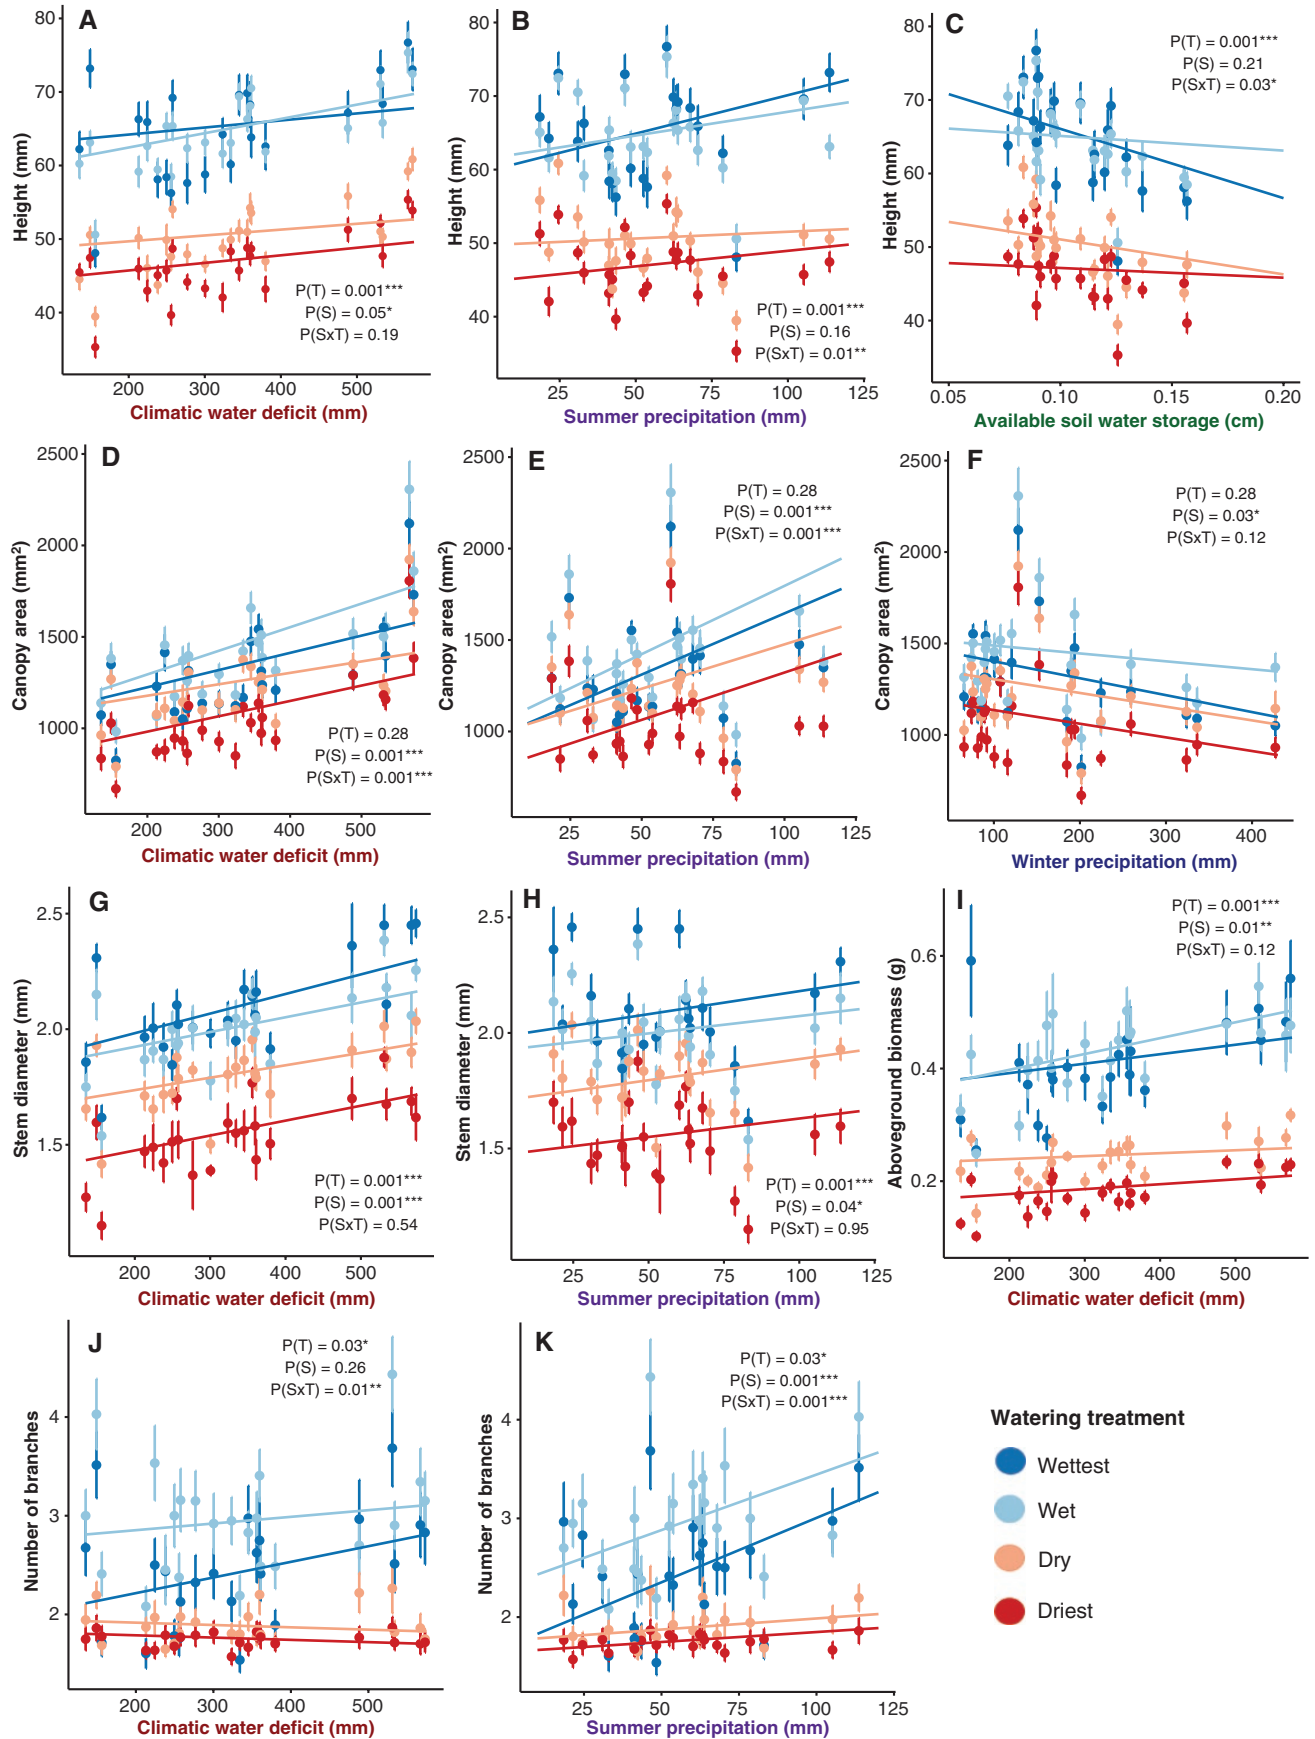 A
80
70
60
50
40
Height (mm)
P(T) = 0.001***
P(S) = 0.05*
P(SxT) = 0.19
200
300
400
500
Climatic water deficit (mm)
B
80
70
60
50
40
Height (mm)
P(T) = 0.001***
P(S) = 0.16
P(SxT) = 0.01**
25
50
75
100
125
Summer precipitation (mm)
C
80
70
60
50
40
Height (mm)
P(T) = 0.001***
P(S) = 0.21
P(SxT) = 0.03*
0.05
0.10
0.15
0.20
Available soil water storage (cm)
D
2500
2000
1500
1000
Canopy area (mm²)
P(T) = 0.28
P(S) = 0.001***
P(SxT) = 0.001***
200
300
400
500
Climatic water deficit (mm)
E
2500
2000
1500
1000
Canopy area (mm²)
P(T) = 0.28
P(S) = 0.001***
P(SxT) = 0.001***
25
50
75
100
125
Summer precipitation (mm)
F
2500
2000
1500
1000
Canopy area (mm²)
P(T) = 0.28
P(S) = 0.03*
P(SxT) = 0.12
100
200
300
400
Winter precipitation (mm)
G
2.5
2.0
1.5
Stem diameter (mm)
P(T) = 0.001***
P(S) = 0.001***
P(SxT) = 0.54
200
300
400
500
Climatic water deficit (mm)
H
2.5
2.0
1.5
Stem diameter (mm)
P(T) = 0.001***
P(S) = 0.04*
P(SxT) = 0.95
25
50
75
100
125
Summer precipitation (mm)
I
0.6
0.4
0.2
Aboveground biomass (g)
P(T) = 0.001***
P(S) = 0.01**
P(SxT) = 0.12
200
300
400
500
Climatic water deficit (mm)
J
4
3
2
Number of branches
P(T) = 0.03*
P(S) = 0.26
P(SxT) = 0.01**
200
300
400
500
Climatic water deficit (mm)
K
4
3
2
Number of branches
P(T) = 0.03*
P(S) = 0.001***
P(SxT) = 0.001***
25
50
75
100
125
Summer precipitation (mm)
Watering treatment
Wettest
Wet
Dry
Driest